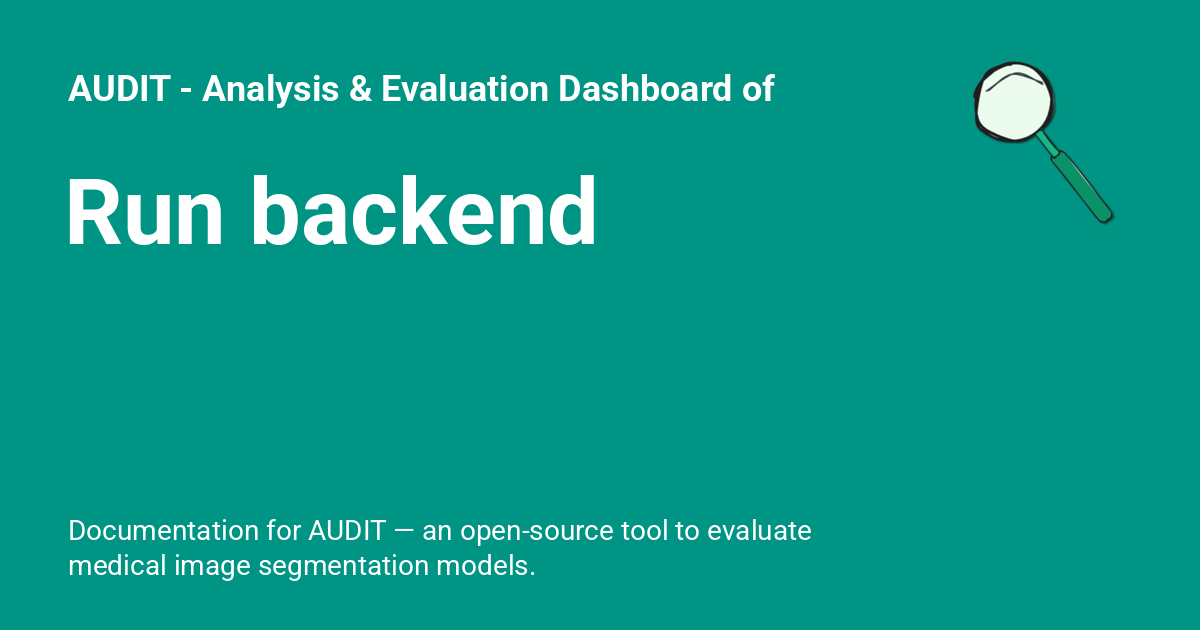 AUDIT - Analysis & Evaluation Dashboard of
Run backend
Documentation for AUDIT — an open-source tool to evaluate
medical image segmentation models.